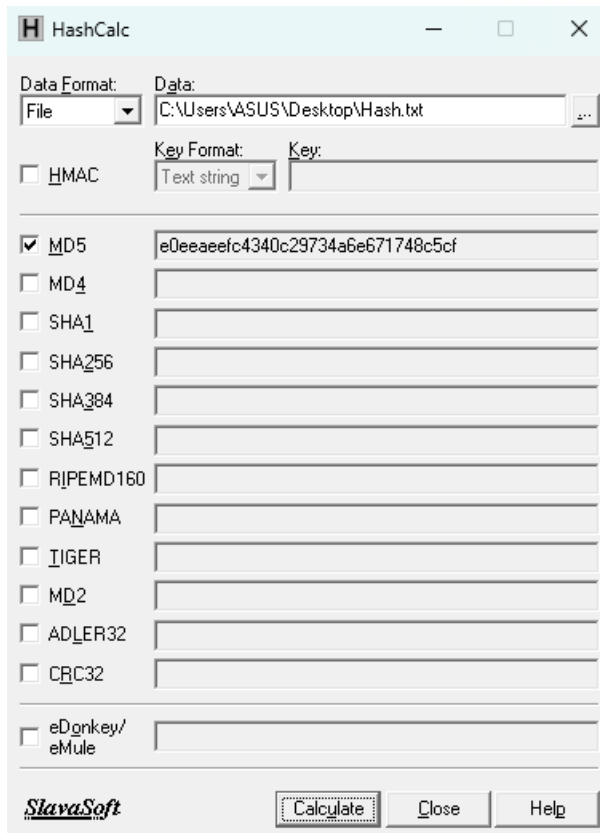 H HashCalc
Data Format: Data:
File C:\Users\ASUS\Desktop\Hash.txt ...
Key Format: Key:
HMAC Text string
MD5 e0eeaeefc4340c29734a6e671748c5cf
MD4
SHA1
SHA256
SHA384
SHA512
RIPEMD160
PANAMA
TIGER
MD2
ADLER32
CRC32
eDonkey/
eMule
SlavaSoft Calculate Close Help